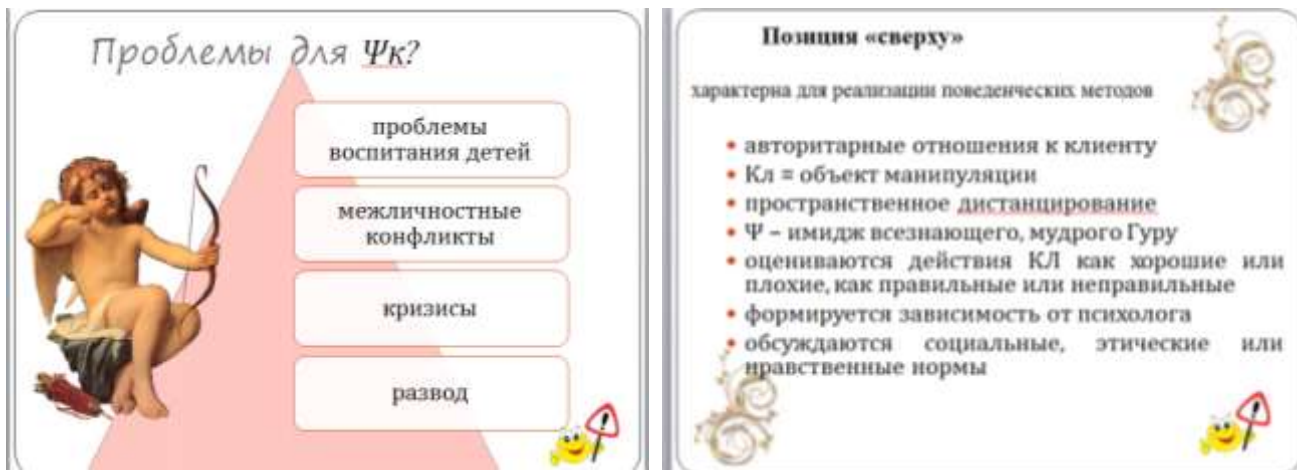 Проблемы для Ψк?
проблемы
воспитания детей
межличностные
конфликты
кризисы
развод
Позиция «сверху»
характерна для реализации поведенческих методов
• авторитарные отношения к клиенту
• Кл = объект манипуляции
• пространственное дистанцирование
• Ψ – имидж всезнающего, мудрого Гуру
• оцениваются действия КЛ как хорошие или
плохие, как правильные или неправильные
• формируется зависимость от психолога
• обсуждаются социальные, этические или
нравственные нормы